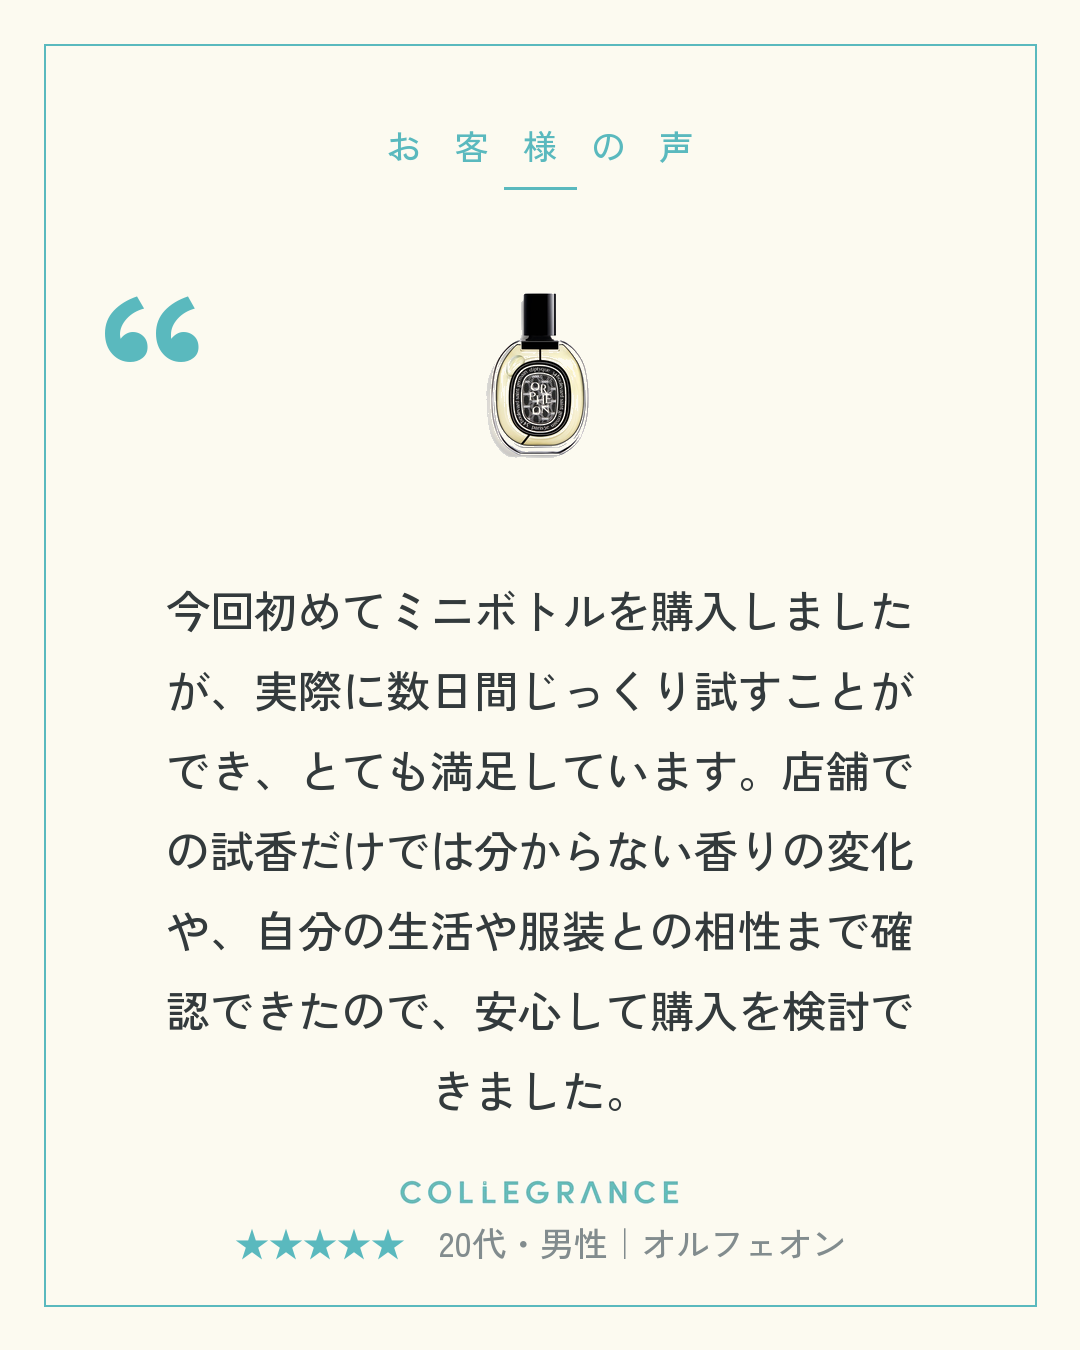 お客様の声
“
OR
PHE
ON
今回初めてミニボトルを購入しました
が、実際に数日間じっくり試すことが
でき、とても満足しています。店舗で
の試香だけでは分からない香りの変化
や、自分の生活や服装との相性まで確
認できたので、安心して購入を検討で
きました。
COLLEGRANCE
★★★★★ 20代・男性｜オルフェオン